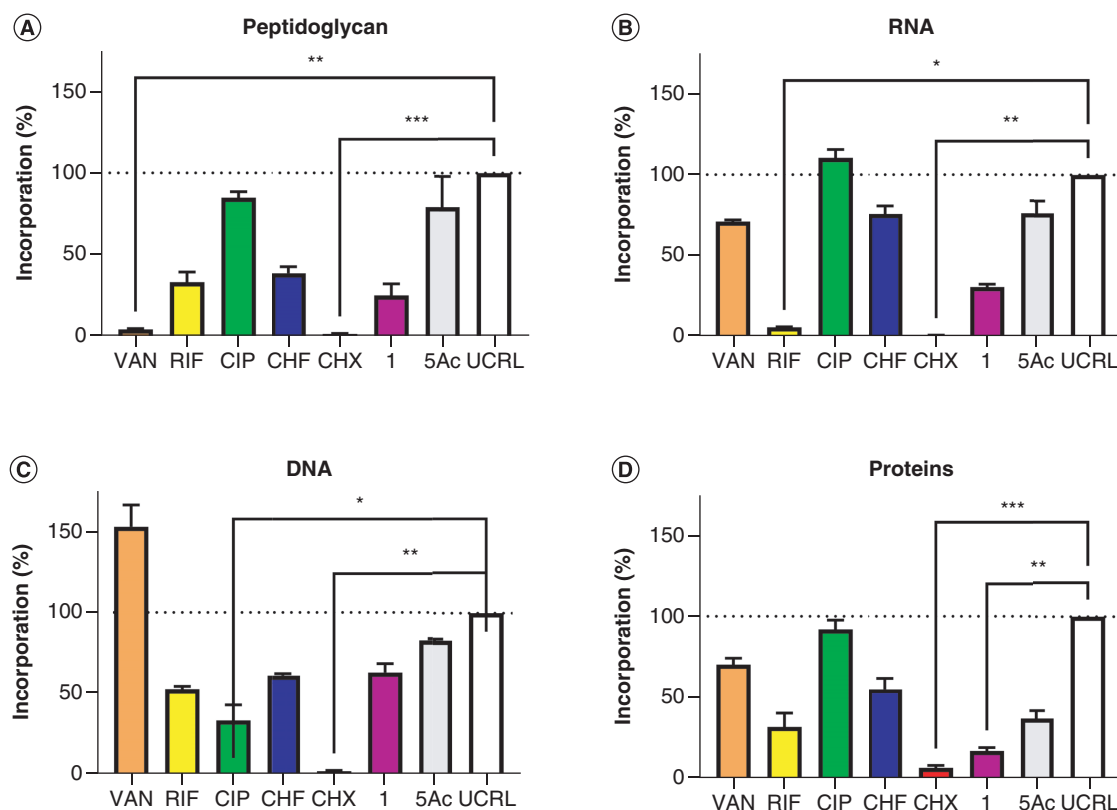 A Peptidoglycan
Incorporation (%)
150
100
50
0
**
***
VAN RIF CIP CHF CHX 1 5Ac UCRL
B RNA
Incorporation (%)
150
100
50
0
*
**
VAN RIF CIP CHF CHX 1 5Ac UCRL
C DNA
Incorporation (%)
150
100
50
0
*
**
VAN RIF CIP CHF CHX 1 5Ac UCRL
D Proteins
Incorporation (%)
150
100
50
0
***
**
VAN RIF CIP CHF CHX 1 5Ac UCRL